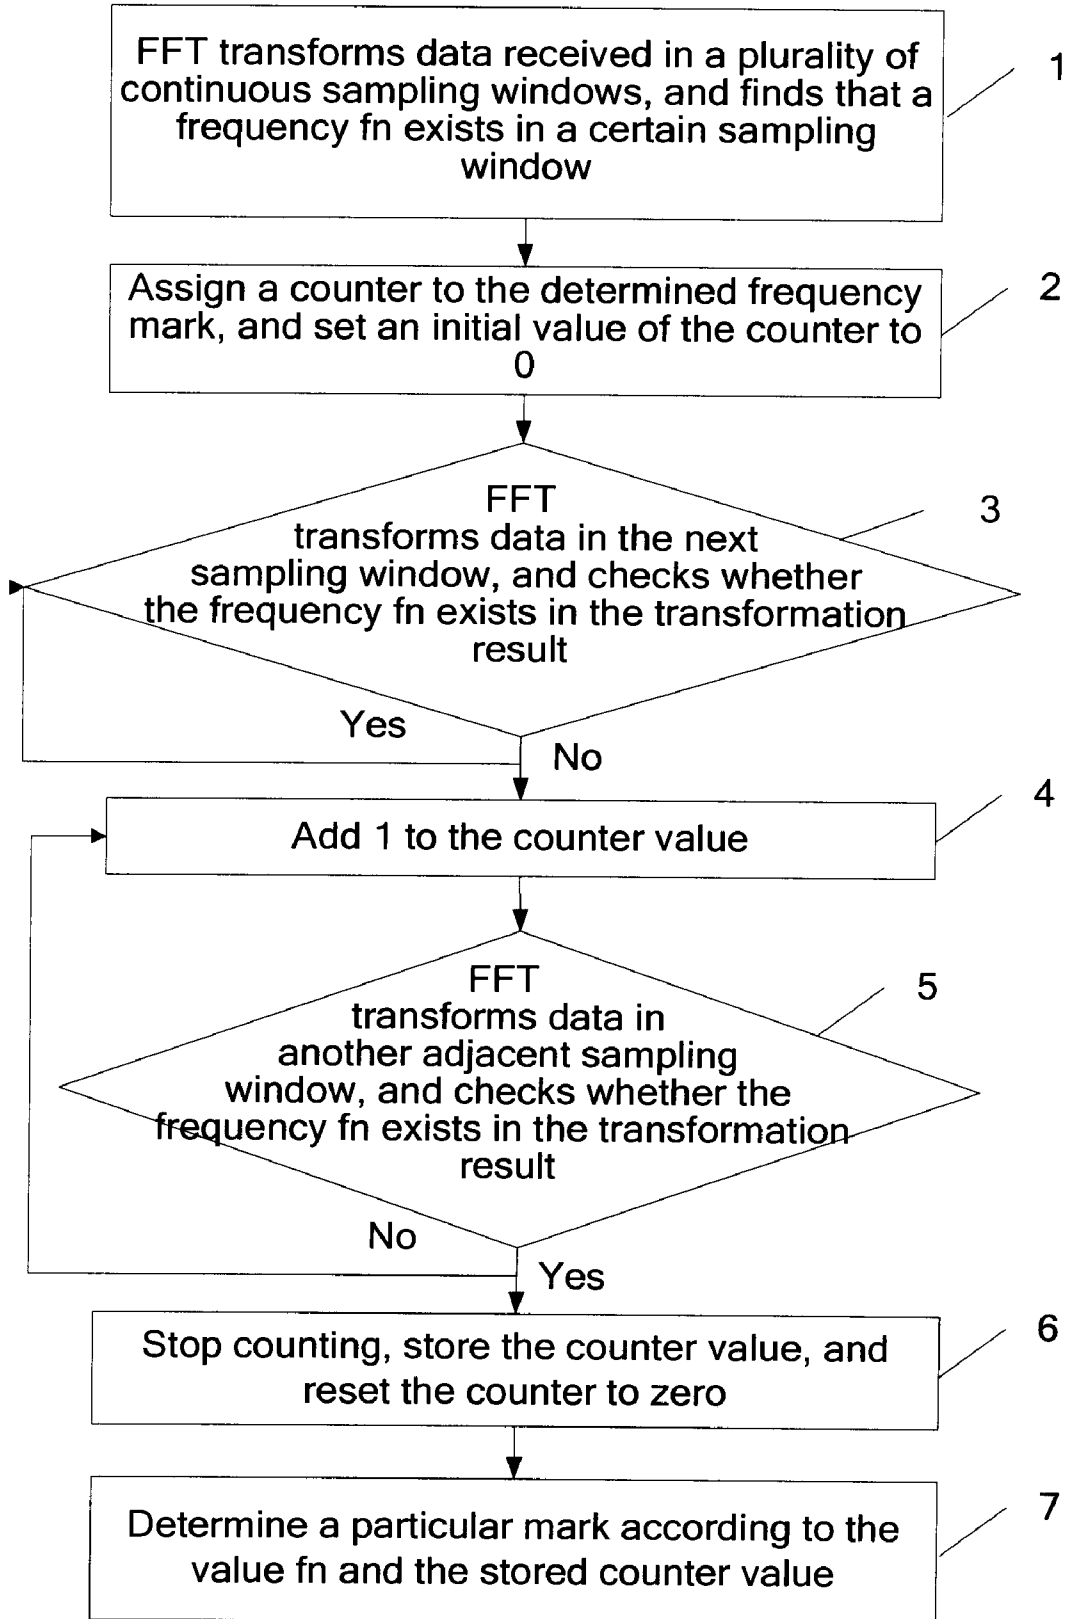 FFT transforms data received in a plurality of
continuous sampling windows, and finds that a
frequency fn exists in a certain sampling
window
1
Assign a counter to the determined frequency
mark, and set an initial value of the counter to
0
2
FFT
transforms data in the next
sampling window, and checks whether
the frequency fn exists in the transformation
result
3
Yes
No
Add 1 to the counter value
4
FFT
transforms data in
another adjacent sampling
window, and checks whether the
frequency fn exists in the transformation
result
5
No
Yes
Stop counting, store the counter value, and
reset the counter to zero
6
Determine a particular mark according to the
value fn and the stored counter value
7